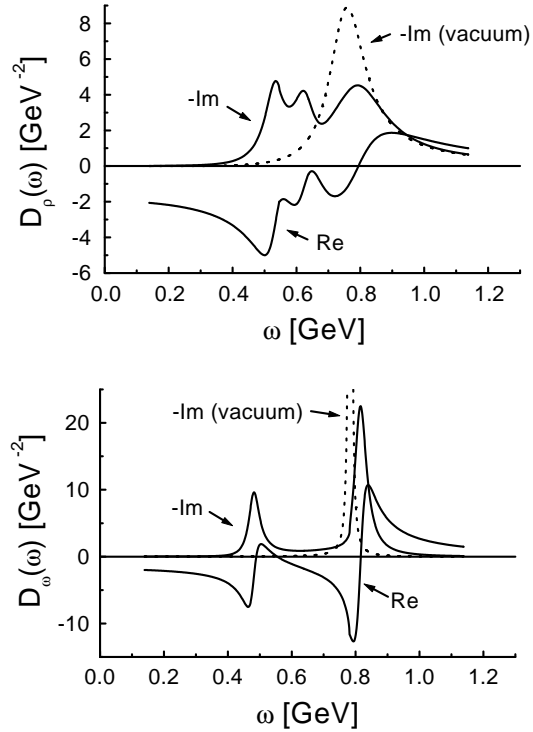 8
-Im (vacuum)
6
-Im
4
2
0
-2
-4
Re
-6
D_ρ(ω) [GeV^-2]
0.0 0.2 0.4 0.6 0.8 1.0 1.2
ω [GeV]
20
-Im (vacuum)
10
-Im
0
Re
-10
D_ω(ω) [GeV^-2]
0.0 0.2 0.4 0.6 0.8 1.0 1.2
ω [GeV]